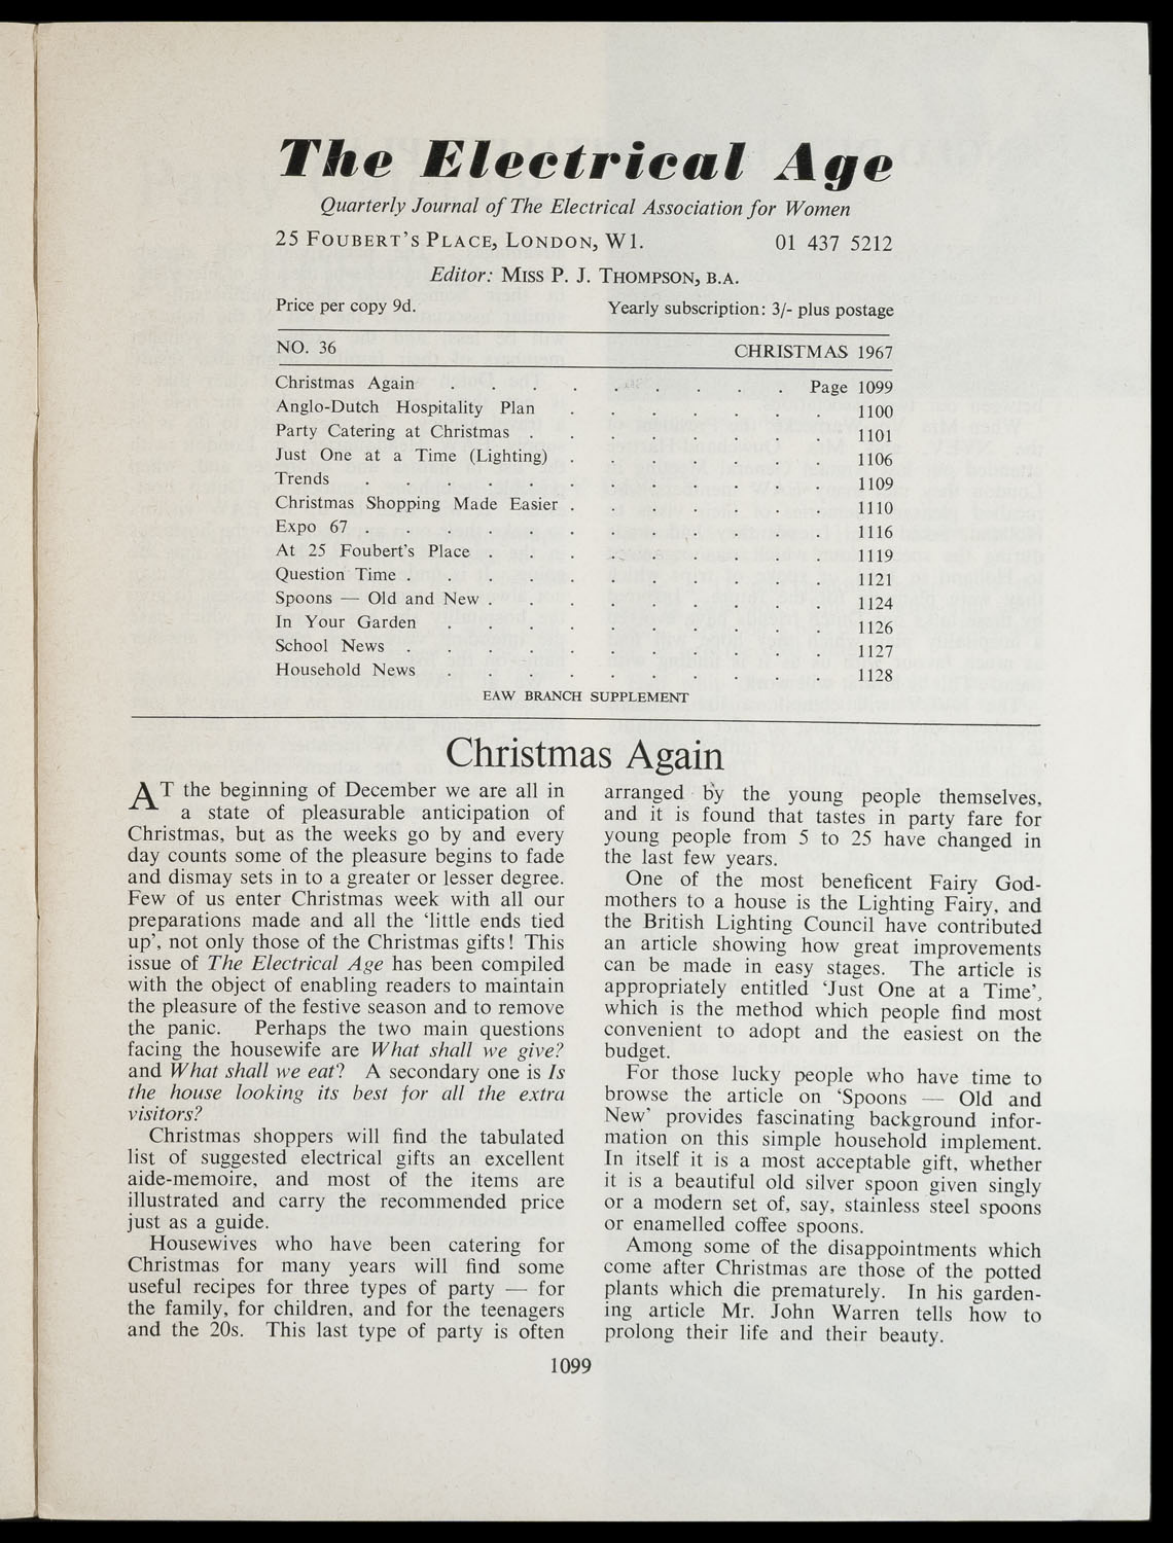 The Electrical Age
Quarterly Journal of The Electrical Association for Women
25 FOUBERT'S PLACE, LONDON, W1. 01 437 5212
Editor: MISS P. J. THOMPSON, B.A.
Price per copy 9d. Yearly subscription: 3/- plus postage
NO. 36 CHRISTMAS 1967
Christmas Again . . . . . . . . . Page 1099
Anglo-Dutch Hospitality Plan . . . . . . . 1100
Party Catering at Christmas . . . . . . . . 1101
Just One at a Time (Lighting) . . . . . . . 1106
Trends . . . . . . . . . . . . 1109
Christmas Shopping Made Easier . . . . . . . 1110
Expo 67 . . . . . . . . . . . . 1116
At 25 Foubert's Place . . . . . . . . . 1119
Question Time . . . . . . . . . . . 1121
Spoons — Old and New . . . . . . . . . 1124
In Your Garden . . . . . . . . . . 1126
School News . . . . . . . . . . . 1127
Household News . . . . . . . . . . 1128
EAW BRANCH SUPPLEMENT
Christmas Again
AT the beginning of December we are all in
a state of pleasurable anticipation of
Christmas, but as the weeks go by and every
day counts some of the pleasure begins to fade
and dismay sets in to a greater or lesser degree.
Few of us enter Christmas week with all our
preparations made and all the ‘little ends tied
up’, not only those of the Christmas gifts! This
issue of The Electrical Age has been compiled
with the object of enabling readers to maintain
the pleasure of the festive season and to remove
the panic. Perhaps the two main questions
facing the housewife are What shall we give?
and What shall we eat? A secondary one is Is
the house looking its best for all the extra
visitors?
Christmas shoppers will find the tabulated
list of suggested electrical gifts an excellent
aide-memoire, and most of the items are
illustrated and carry the recommended price
just as a guide.
Housewives who have been catering for
Christmas for many years will find some
useful recipes for three types of party — for
the family, for children, and for the teenagers
and the 20s. This last type of party is often
arranged by the young people themselves,
and it is found that tastes in party fare for
young people from 5 to 25 have changed in
the last few years.
One of the most beneficent Fairy God-
mothers to a house is the Lighting Fairy, and
the British Lighting Council have contributed
an article showing how great improvements
can be made in easy stages. The article is
appropriately entitled ‘Just One at a Time’,
which is the method which people find most
convenient to adopt and the easiest on the
budget.
For those lucky people who have time to
browse the article on ‘Spoons — Old and
New’ provides fascinating background infor-
mation on this simple household implement.
In itself it is a most acceptable gift, whether
it is a beautiful old silver spoon given singly
or a modern set of, say, stainless steel spoons
or enamelled coffee spoons.
Among some of the disappointments which
come after Christmas are those of the potted
plants which die prematurely. In his garden-
ing article Mr. John Warren tells how to
prolong their life and their beauty.
1099